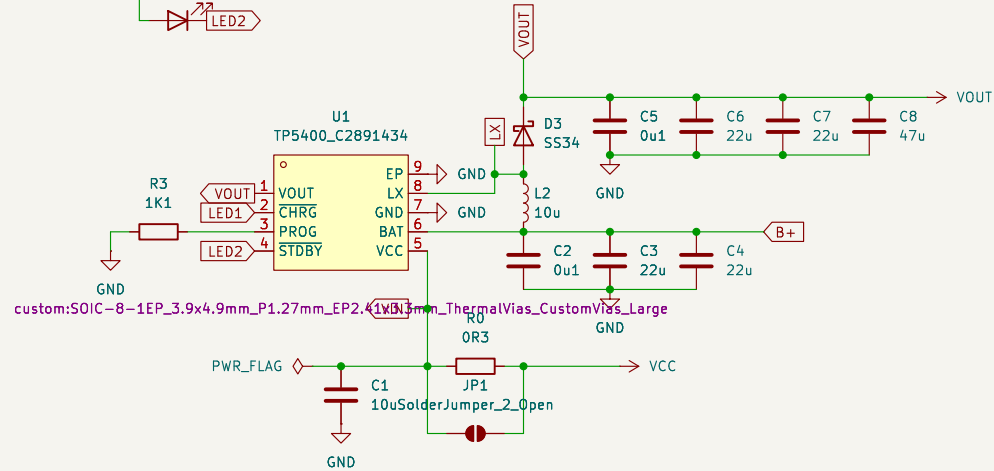 LED2
VOUT
VOUT
U1
TP5400_C2891434
LX
D3
SS34
C5
0u1
C6
22u
C7
22u
C8
47u
GND
EP 9 GND
LX 8
GND 7 GND
BAT 6
VCC 5
VOUT 1 VOUT
LED1 2 CHRG
3 PROG
LED2 4 STDBY
R3
1K1
GND
L2
10u
B+
C2
0u1
C3
22u
C4
22u
GND
custom:SOIC-8-1EP_3.9x4.9mm_P1.27mm_EP2.41x3.3mm_ThermalVias_CustomVias_Large
R0
0R3
PWR_FLAG
VCC
C1
10u
JP1
SolderJumper_2_Open
GND